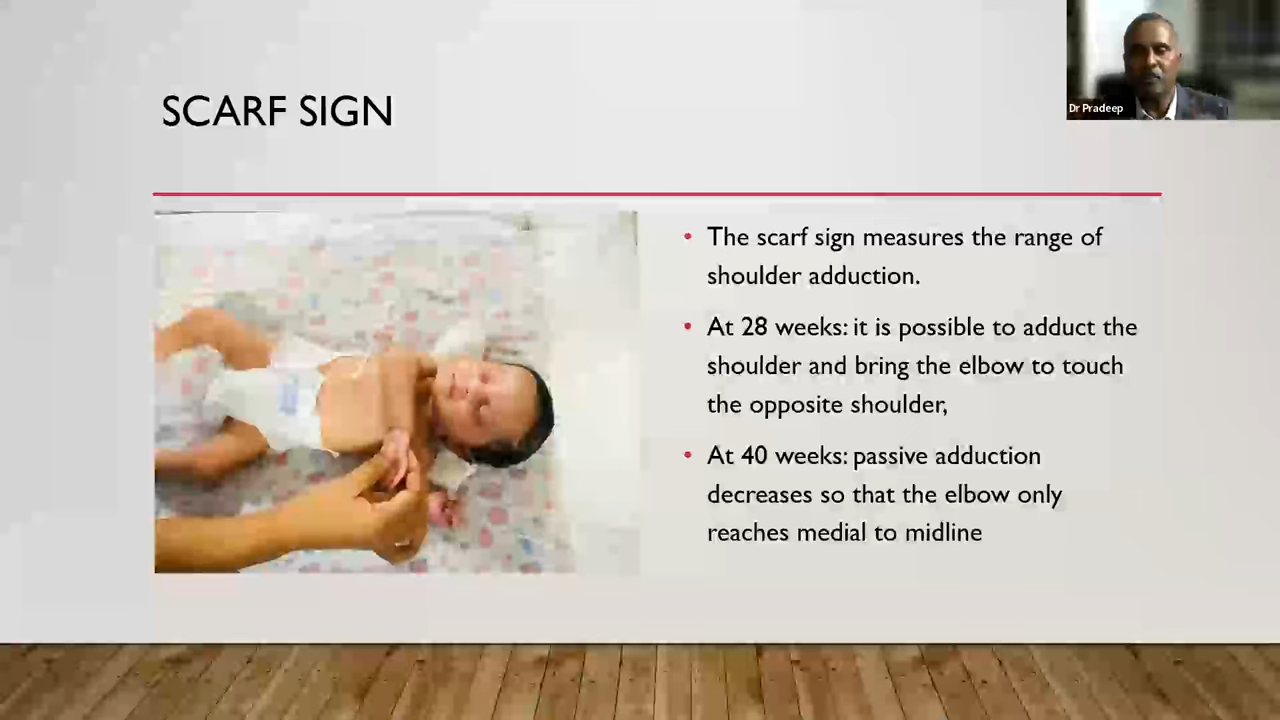 SCARF SIGN
Dr Pradeep
• The scarf sign measures the range of
shoulder adduction.
• At 28 weeks: it is possible to adduct the
shoulder and bring the elbow to touch
the opposite shoulder,
• At 40 weeks: passive adduction
decreases so that the elbow only
reaches medial to midline